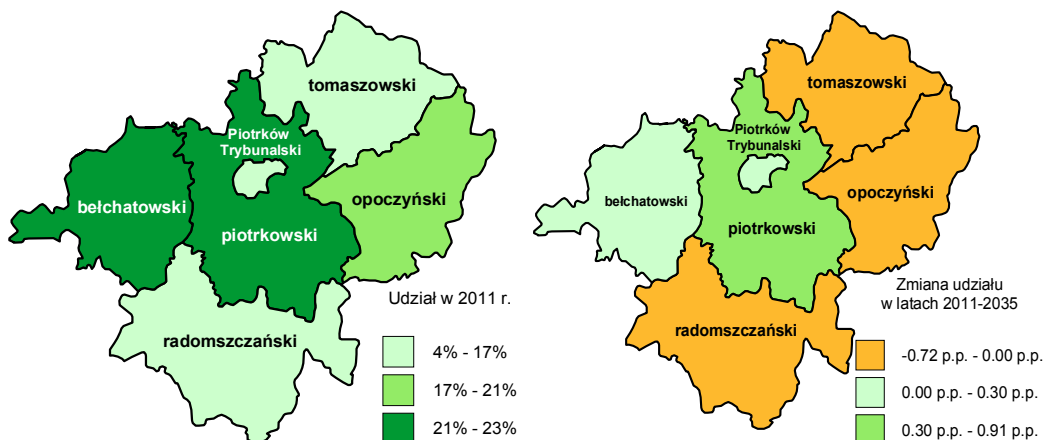 tomaszowski
Piotrków
Trybunalski
opoczyński
bełchatowski
piotrkowski
radomszczański
Udział w 2011 r.
4% - 17%
17% - 21%
21% - 23%
tomaszowski
Piotrków
Trybunalski
opoczyński
bełchatowski
piotrkowski
radomszczański
Zmiana udziału
w latach 2011-2035
-0.72 p.p. - 0.00 p.p.
0.00 p.p. - 0.30 p.p.
0.30 p.p. - 0.91 p.p.